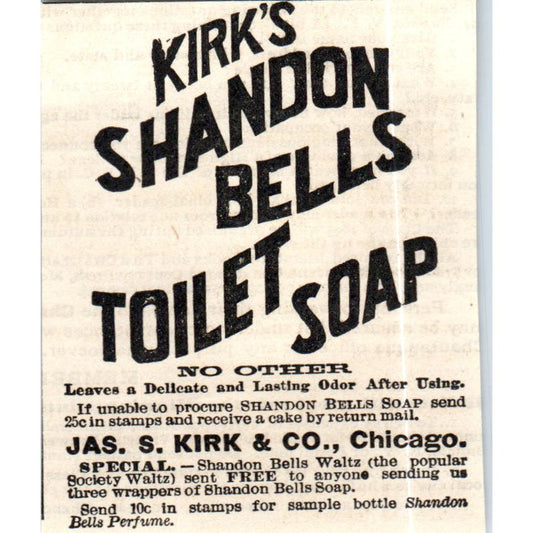 KIRK'S
SHANDON
BELLS
TOILET
SOAP
NO OTHER
Leaves a Delicate and Lasting Odor After Using.
If unable to procure SHANDON BELLS SOAP send
25c in stamps and receive a cake by return mail.
JAS. S. KIRK & CO., Chicago.
SPECIAL. — Shandon Bells Waltz (the popular
Society Waltz) sent FREE to anyone sending us
three wrappers of Shandon Bells Soap.
Send 10c in stamps for sample bottle Shandon
Bells Perfume.